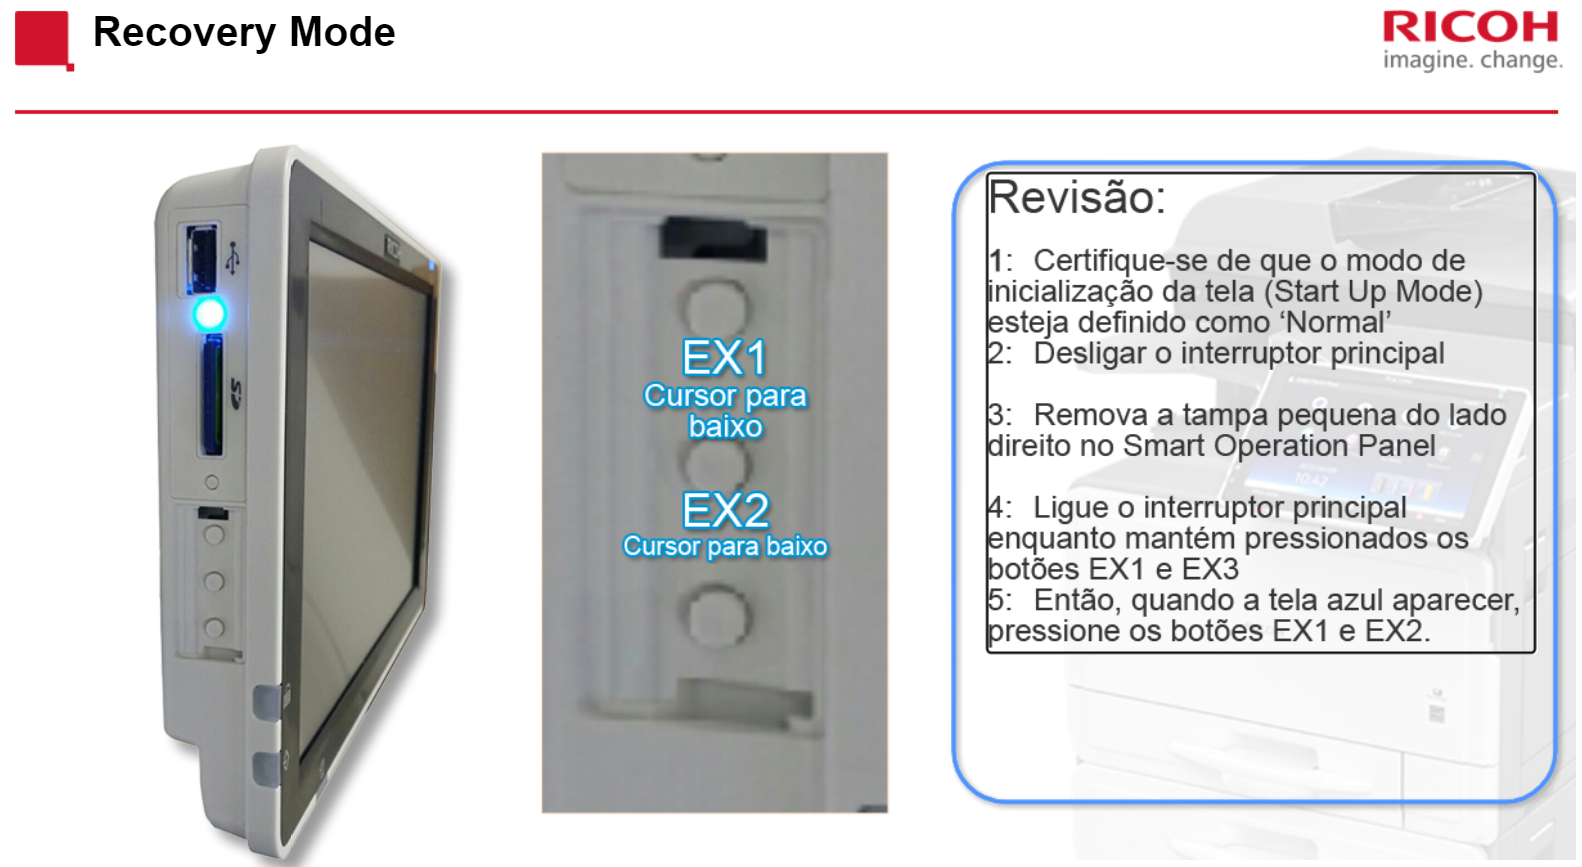 Recovery Mode
RICOH
imagine. change.
EX1
Cursor para
baixo
EX2
Cursor para baixo
Revisão:
1: Certifique-se de que o modo de
inicialização da tela (Start Up Mode)
esteja definido como ‘Normal’
2: Desligar o interruptor principal
3: Remova a tampa pequena do lado
direito no Smart Operation Panel
4: Ligue o interruptor principal
enquanto mantém pressionados os
botões EX1 e EX3
5: Então, quando a tela azul aparecer,
pressione os botões EX1 e EX2.
10:47